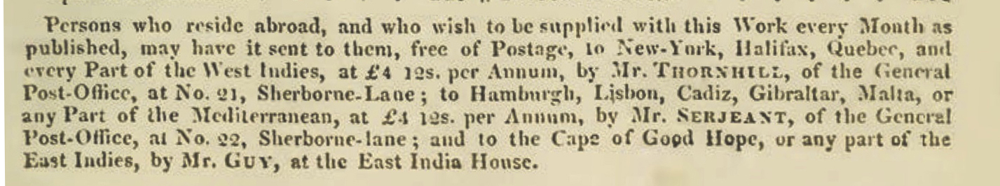 Persons who reside abroad, and who wish to be supplied with this Work every Month as
published, may have it sent to them, free of Postage, to New-York, Halifax, Quebec, and
every Part of the West Indies, at £4 12s. per Annum, by Mr. THORNHILL, of the General
Post-Office, at No. 21, Sherborne-Lane; to Hamburgh, Lisbon, Cadiz, Gibraltar, Malta, or
any Part of the Mediterranean, at £4 12s. per Annum, by Mr. SERJEANT, of the General
Post-Office, at No. 22, Sherborne-lane; and to the Cape of Good Hope, or any part of the
East Indies, by Mr. GUY, at the East India House.